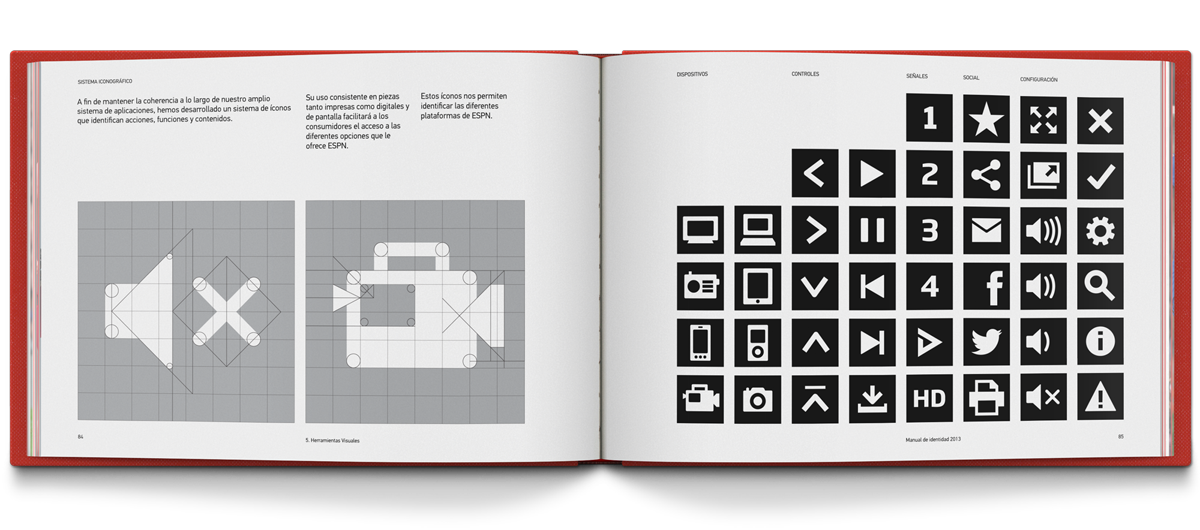 SISTEMA ICONOGRÁFICO
A fin de mantener la coherencia a lo largo de nuestro amplio
sistema de aplicaciones, hemos desarrollado un sistema de íconos
que identifican acciones, funciones y contenidos.
Su uso consistente en piezas
tanto impresas como digitales y
de pantalla facilitará a los
consumidores el acceso a las
diferentes opciones que le
ofrece ESPN.
Estos íconos nos permiten
identificar las diferentes
plataformas de ESPN.
84
5. Herramientas Visuales
DISPOSITIVOS
CONTROLES
SEÑALES
SOCIAL
CONFIGURACIÓN
1
2
3
4
HD
Manual de identidad 2013
85